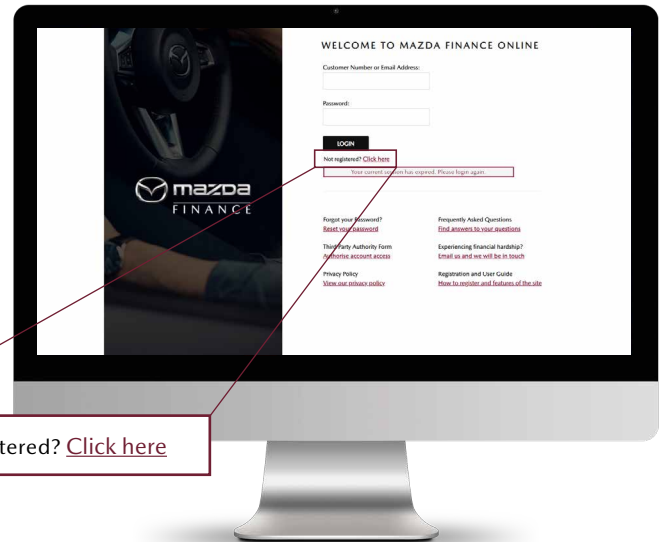 WELCOME TO MAZDA FINANCE ONLINE
Customer Number or Email Address:
Password:
LOGIN
Not registered? Click here
Your current session has expired. Please login again.
mazda
FINANCE
Forgot your Password?
Reset your password
Frequently Asked Questions
Find answers to your questions
Third Party Authority Form
Authorise account access
Experiencing financial hardship?
Email us and we will be in touch
Privacy Policy
View our privacy policy
Registration and User Guide
How to register and features of the site
tered? Click here